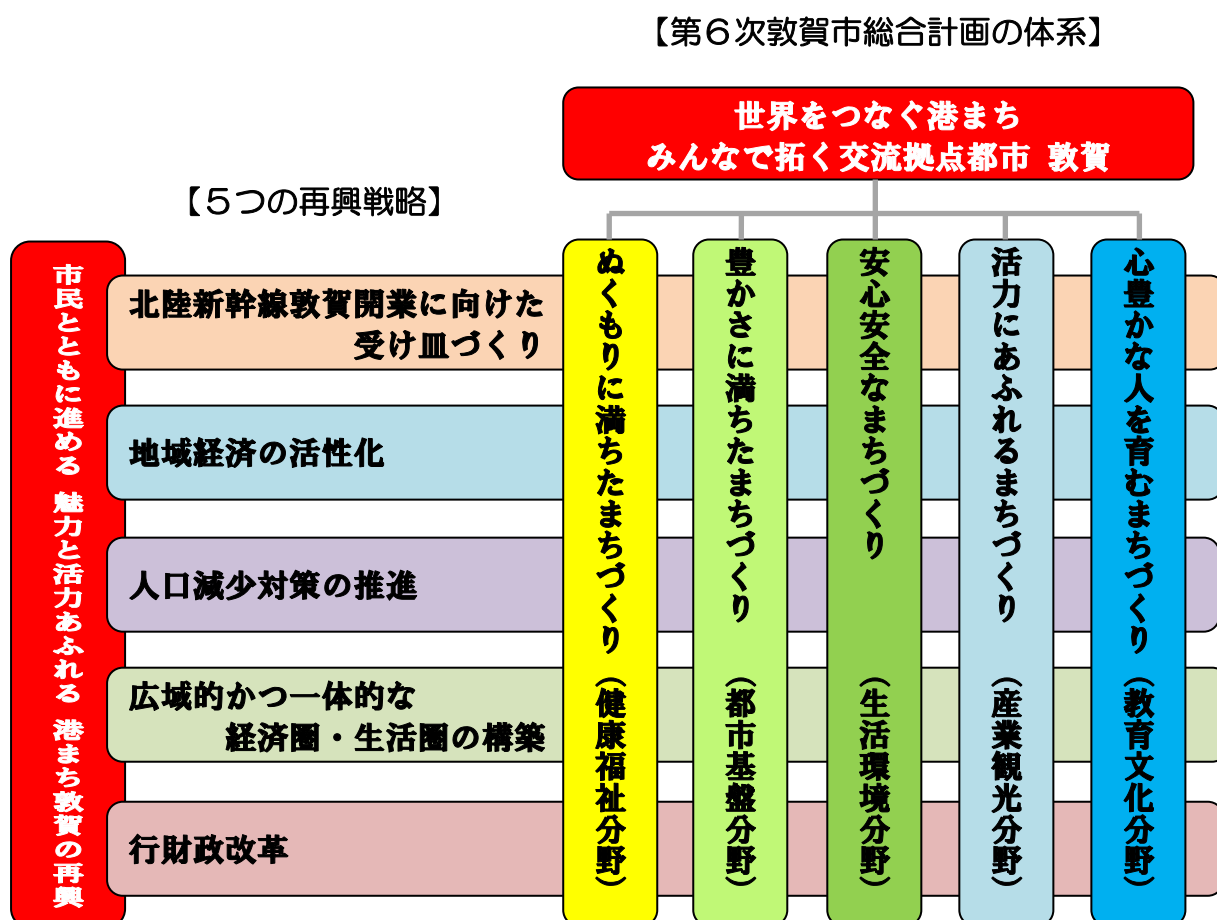 【第６次敦賀市総合計画の体系】
世界をつなぐ港まち
みんなで拓く交流拠点都市 敦賀
【５つの再興戦略】
市民とともに進める 魅力と活力あふれる 港まち敦賀の再興
北陸新幹線敦賀開業に向けた
受け皿づくり
地域経済の活性化
人口減少対策の推進
広域的かつ一体的な
経済圏・生活圏の構築
行財政改革
ぬくもりに満ちたまちづくり（健康福祉分野）
豊かさに満ちたまちづくり（都市基盤分野）
安心安全なまちづくり（生活環境分野）
活力にあふれるまちづくり（産業観光分野）
心豊かな人を育むまちづくり（教育文化分野）